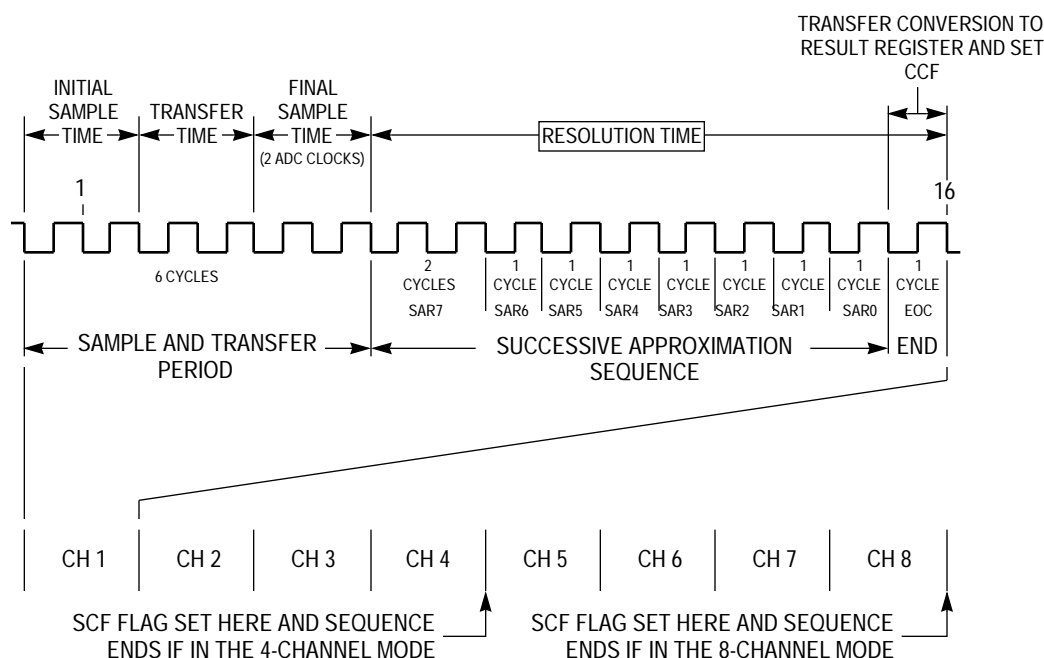 TRANSFER CONVERSION TO
RESULT REGISTER AND SET
CCF
INITIAL
SAMPLE
TIME
TRANSFER
TIME
FINAL
SAMPLE
TIME
(2 ADC CLOCKS)
RESOLUTION TIME
1
16
6 CYCLES
2
CYCLES
SAR7
1
CYCLE
SAR6
1
CYCLE
SAR5
1
CYCLE
SAR4
1
CYCLE
SAR3
1
CYCLE
SAR2
1
CYCLE
SAR1
1
CYCLE
SAR0
1
CYCLE
EOC
SAMPLE AND TRANSFER
PERIOD
SUCCESSIVE APPROXIMATION
SEQUENCE
END
CH 1
CH 2
CH 3
CH 4
CH 5
CH 6
CH 7
CH 8
SCF FLAG SET HERE AND SEQUENCE
ENDS IF IN THE 4-CHANNEL MODE
SCF FLAG SET HERE AND SEQUENCE
ENDS IF IN THE 8-CHANNEL MODE